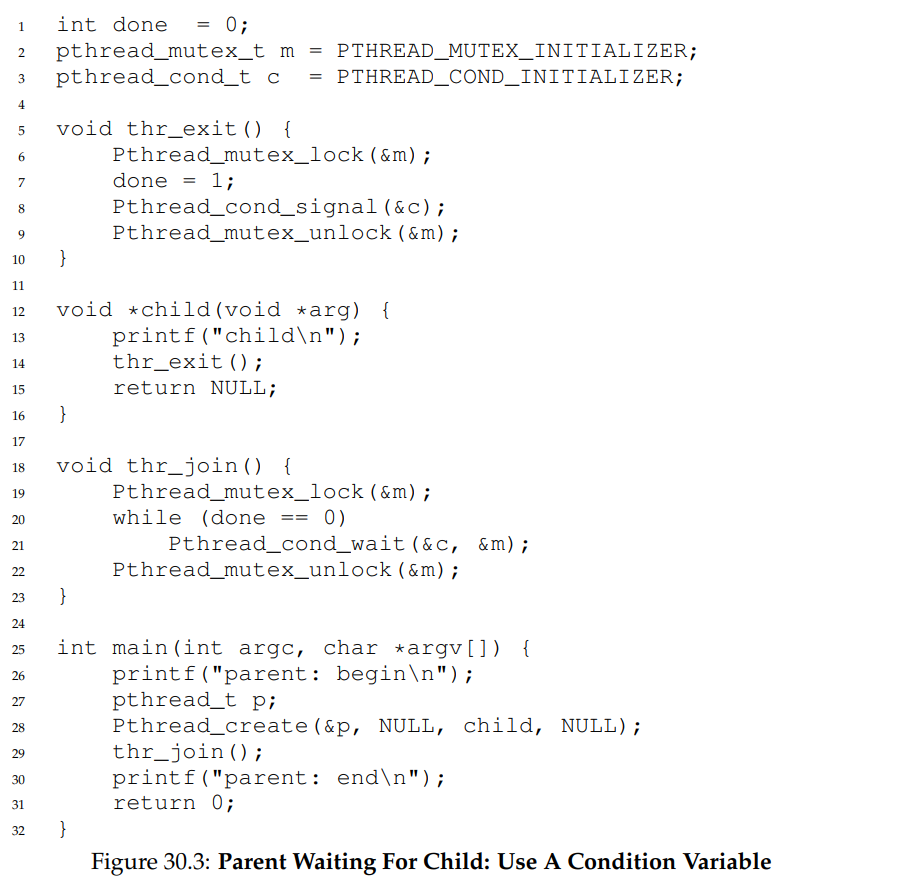 1 int done  = 0;
2 pthread_mutex_t m = PTHREAD_MUTEX_INITIALIZER;
3 pthread_cond_t c  = PTHREAD_COND_INITIALIZER;
4
5 void thr_exit() {
6     Pthread_mutex_lock(&m);
7     done = 1;
8     Pthread_cond_signal(&c);
9     Pthread_mutex_unlock(&m);
10 }
11
12 void *child(void *arg) {
13     printf("child\n");
14     thr_exit();
15     return NULL;
16 }
17
18 void thr_join() {
19     Pthread_mutex_lock(&m);
20     while (done == 0)
21         Pthread_cond_wait(&c, &m);
22     Pthread_mutex_unlock(&m);
23 }
24
25 int main(int argc, char *argv[]) {
26     printf("parent: begin\n");
27     pthread_t p;
28     Pthread_create(&p, NULL, child, NULL);
29     thr_join();
30     printf("parent: end\n");
31     return 0;
32 }
Figure 30.3: Parent Waiting For Child: Use A Condition Variable